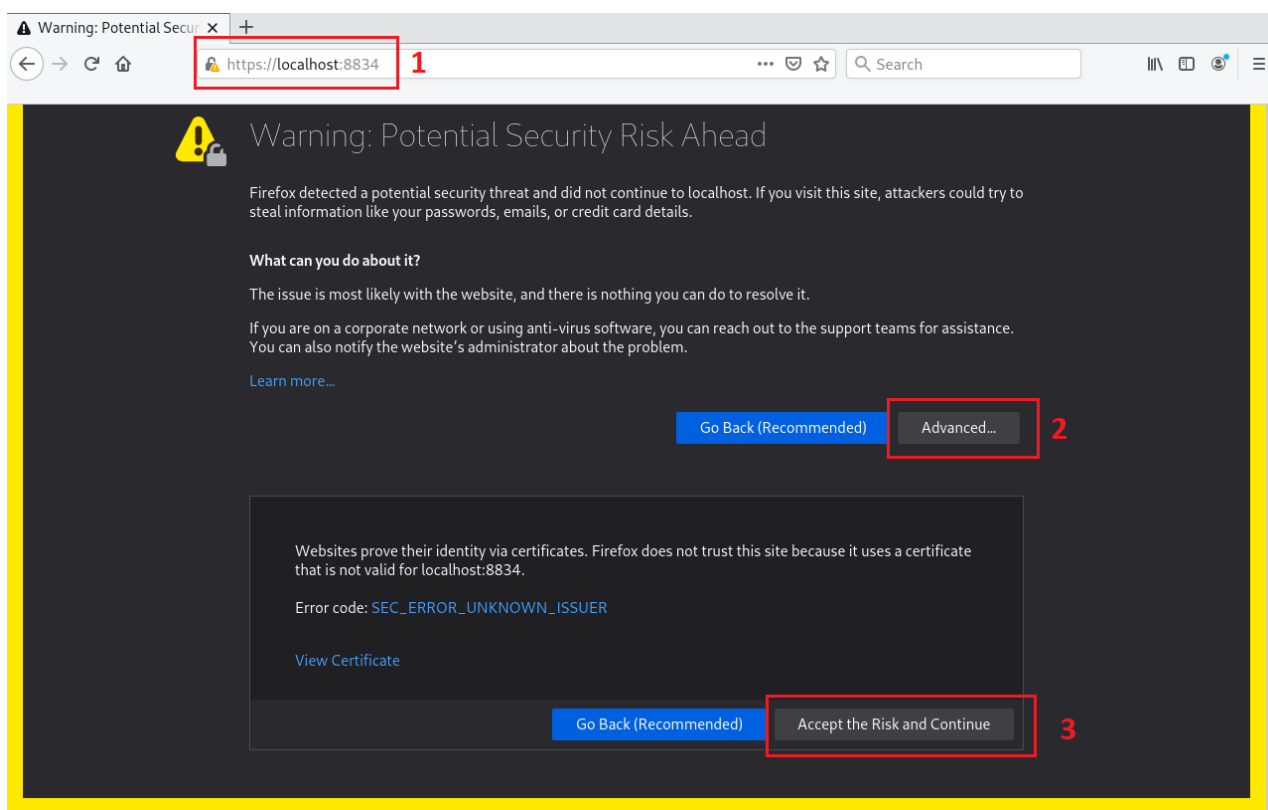 Warning: Potential Secur
https://localhost:8834
1
Search
Warning: Potential Security Risk Ahead
Firefox detected a potential security threat and did not continue to localhost. If you visit this site, attackers could try to
steal information like your passwords, emails, or credit card details.
What can you do about it?
The issue is most likely with the website, and there is nothing you can do to resolve it.
If you are on a corporate network or using anti-virus software, you can reach out to the support teams for assistance.
You can also notify the website's administrator about the problem.
Learn more…
Go Back (Recommended)
Advanced…
2
Websites prove their identity via certificates. Firefox does not trust this site because it uses a certificate
that is not valid for localhost:8834.
Error code: SEC_ERROR_UNKNOWN_ISSUER
View Certificate
Go Back (Recommended)
Accept the Risk and Continue
3